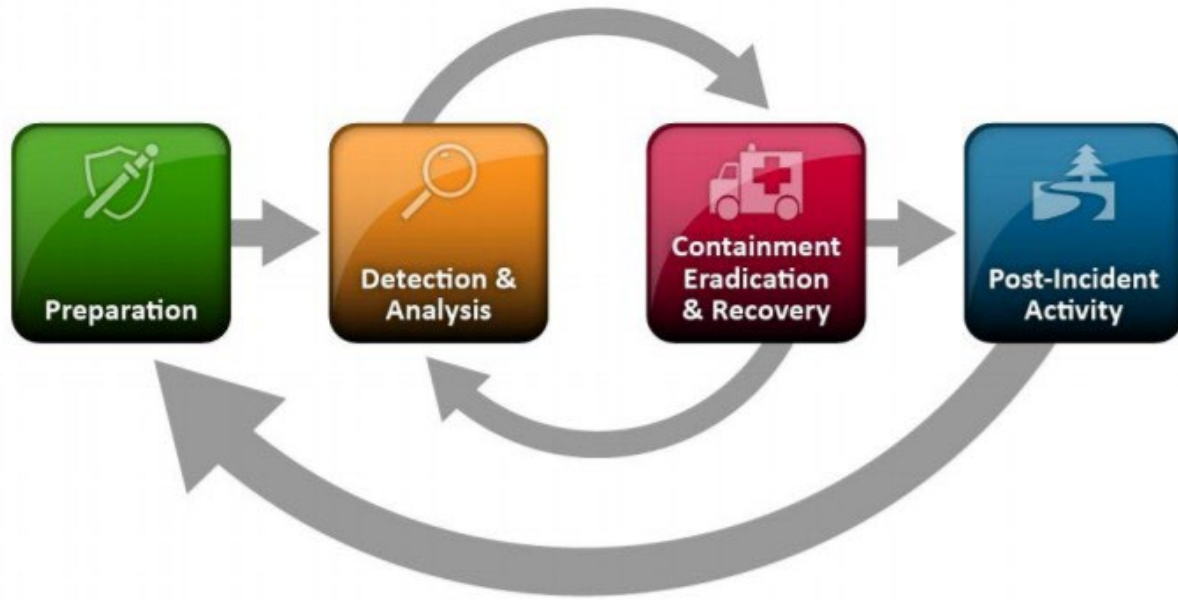 Preparation
Detection &
Analysis
Containment
Eradication
& Recovery
Post-Incident
Activity